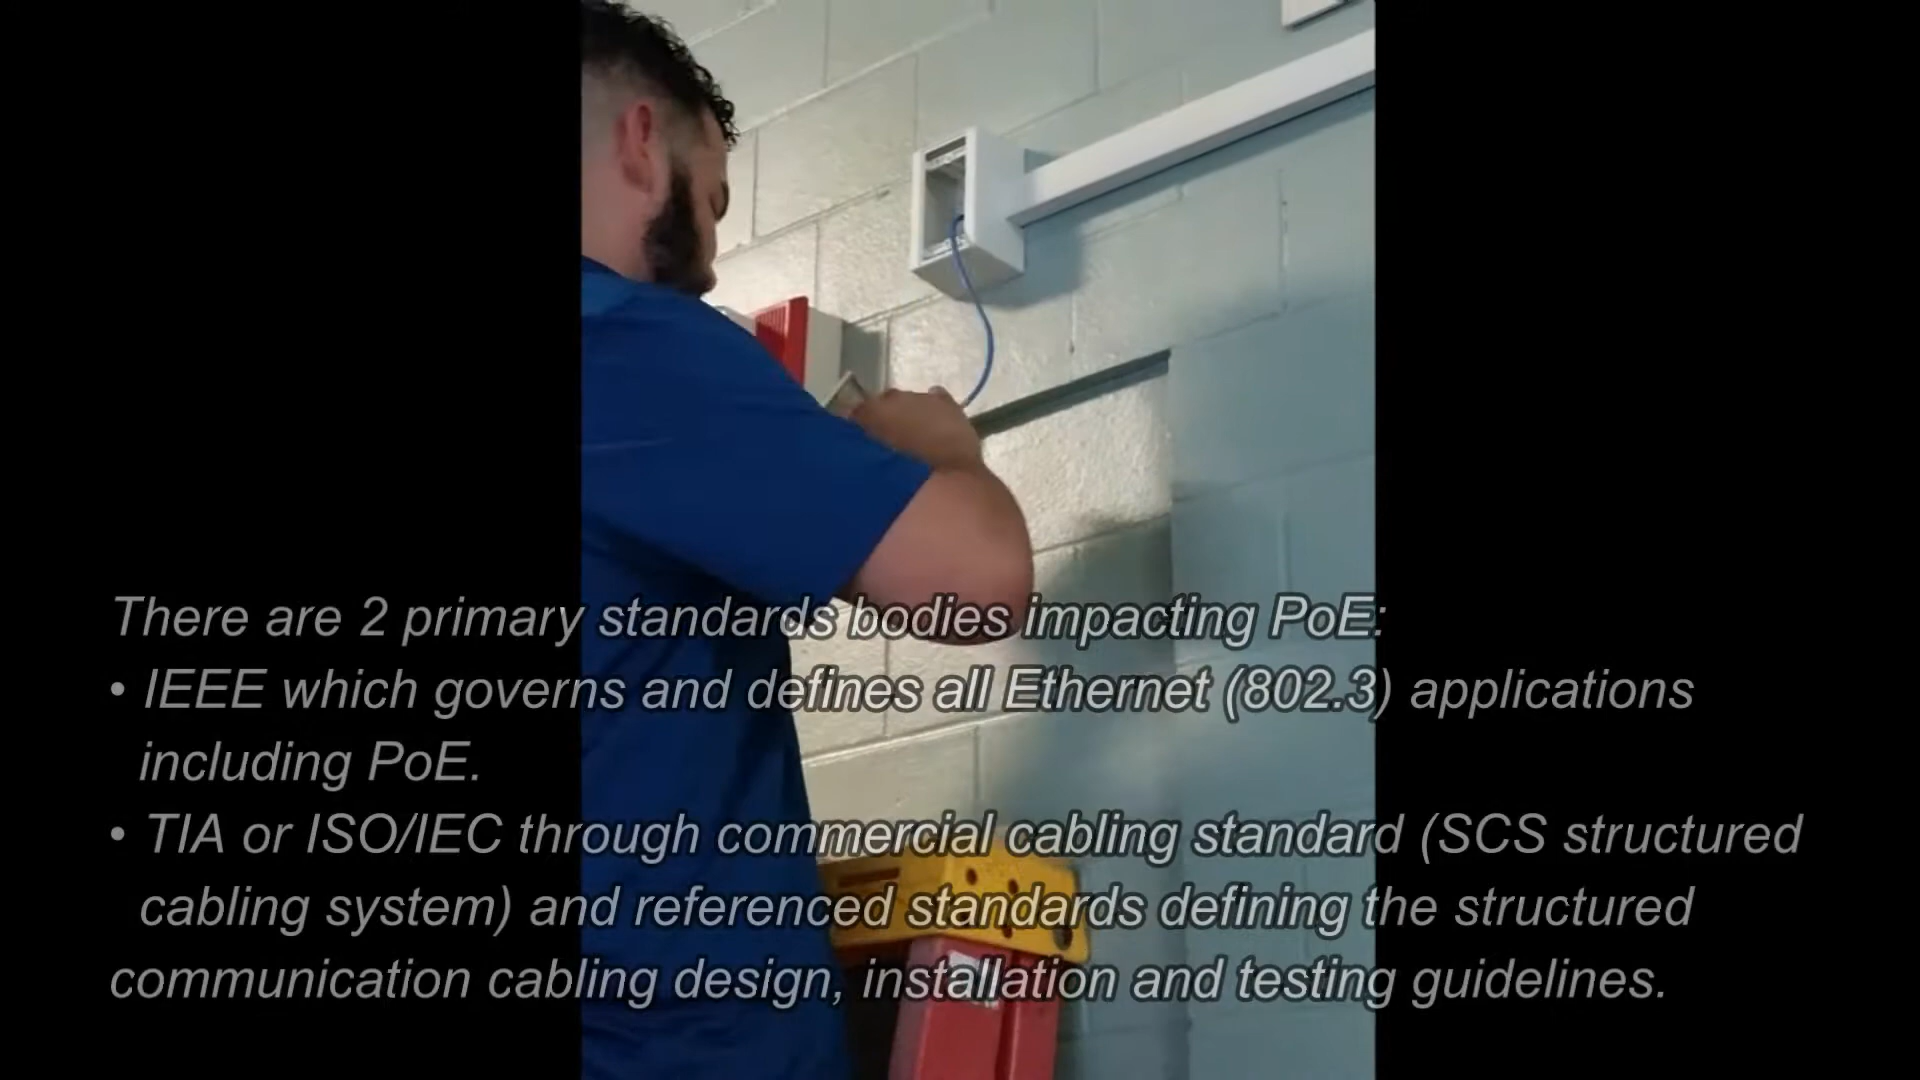 There are 2 primary standards bodies impacting PoE:
• IEEE which governs and defines all Ethernet (802.3) applications
including PoE.
• TIA or ISO/IEC through commercial cabling standard (SCS structured
cabling system) and referenced standards defining the structured
communication cabling design, installation and testing guidelines.